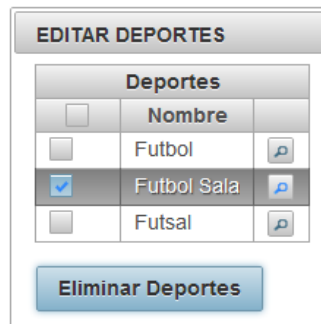 EDITAR DEPORTES
Deportes
Nombre
Futbol
Futbol Sala
Futsal
Eliminar Deportes